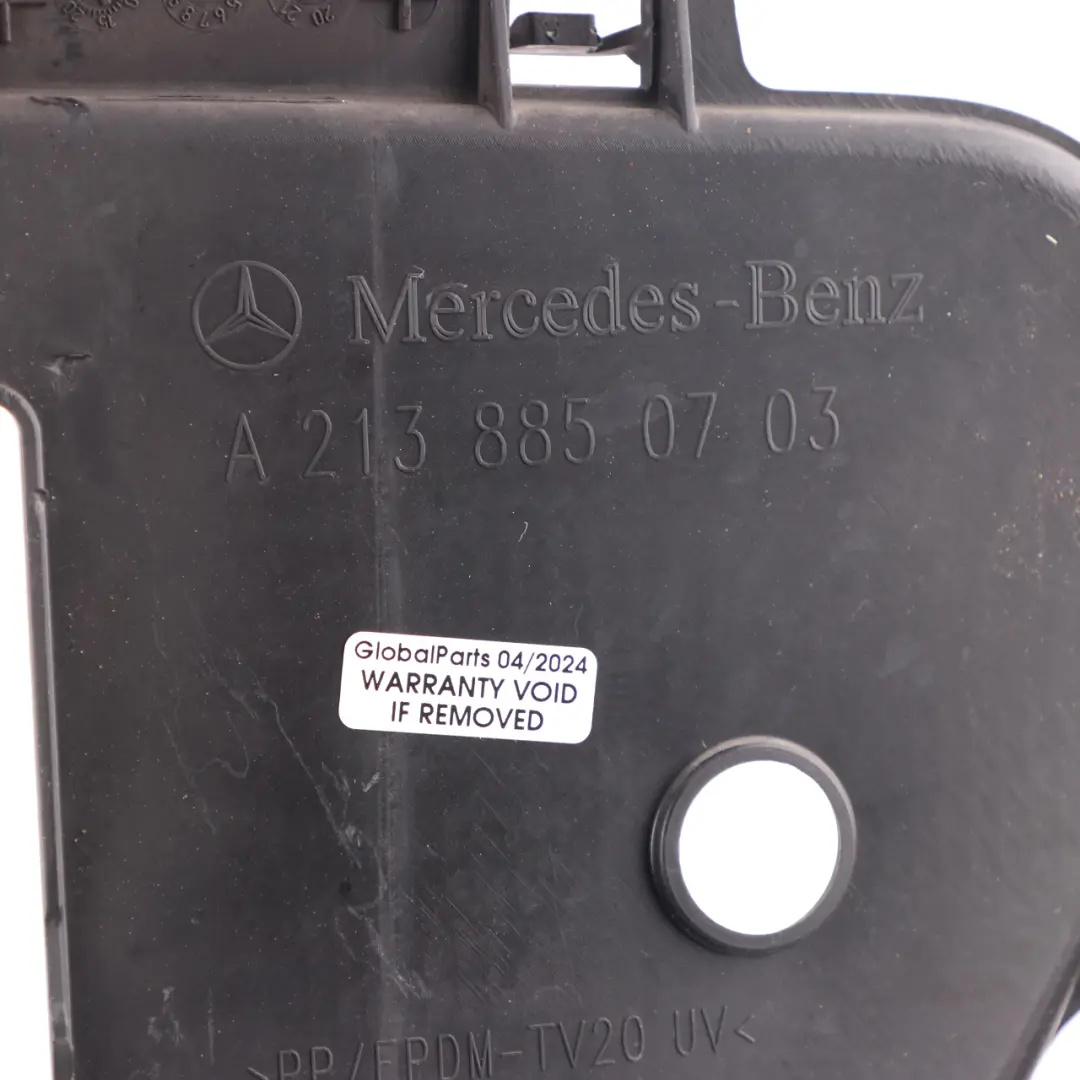 Mercedes-Benz
A 213 885 07 03
GlobalParts 04/2024
WARRANTY VOID
IF REMOVED
>PP/EPDM-TV20 UV<